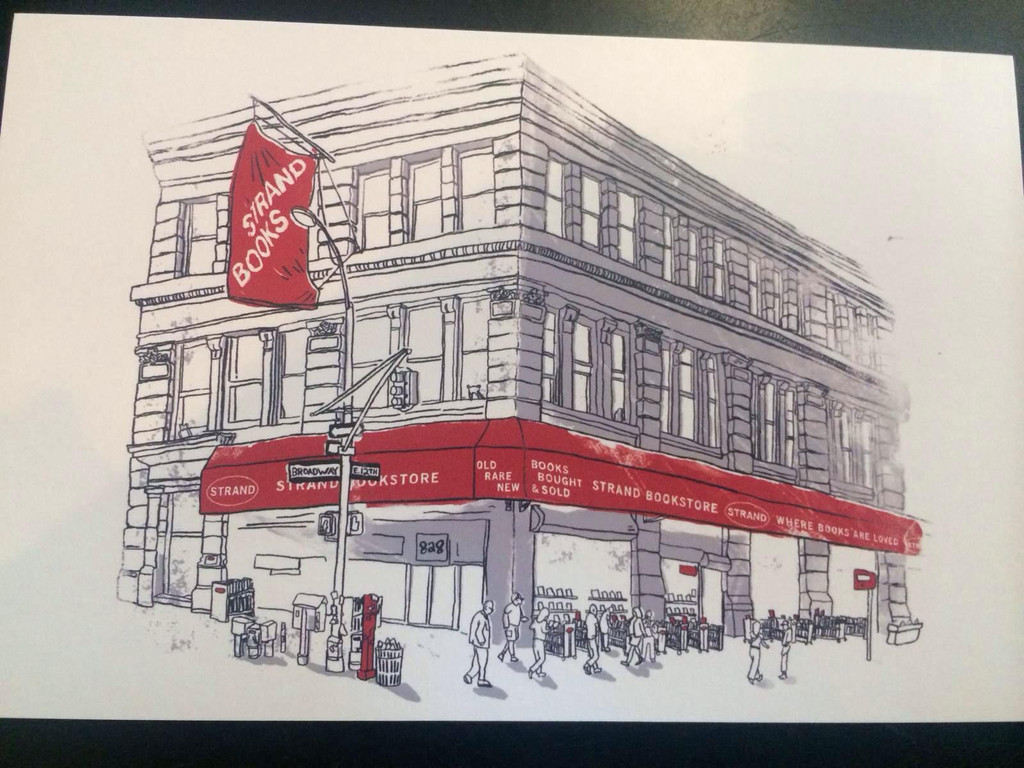 STRAND
BOOKS
BROADWAY
E.12TH
STRAND
STRAND BOOKSTORE
OLD
RARE
NEW
BOOKS
BOUGHT
& SOLD
STRAND BOOKSTORE
STRAND
WHERE BOOKS ARE LOVED
828